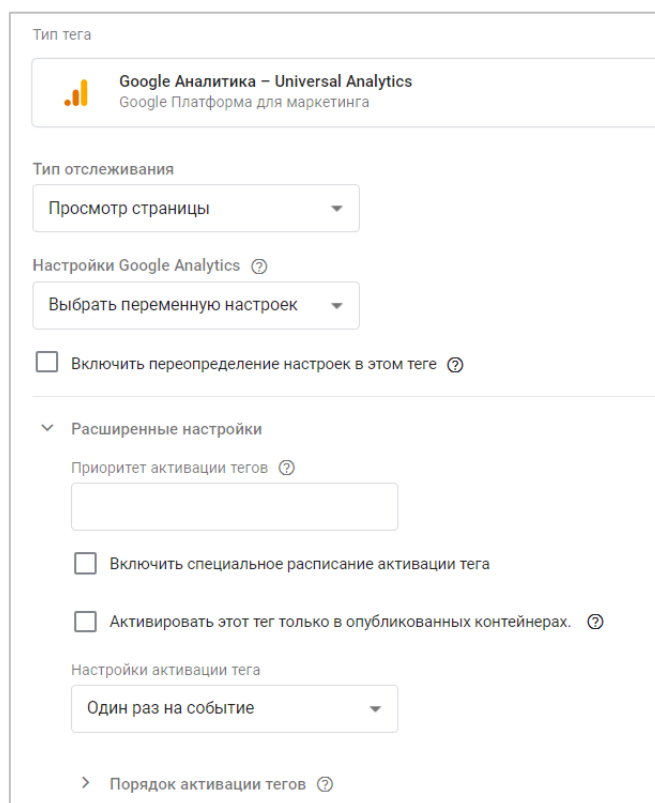 Тип тега
Google Аналитика – Universal Analytics
Google Платформа для маркетинга
Тип отслеживания
Просмотр страницы
Настройки Google Analytics
Выбрать переменную настроек
Включить переопределение настроек в этом теге
Расширенные настройки
Приоритет активации тегов
Включить специальное расписание активации тега
Активировать этот тег только в опубликованных контейнерах.
Настройки активации тега
Один раз на событие
Порядок активации тегов